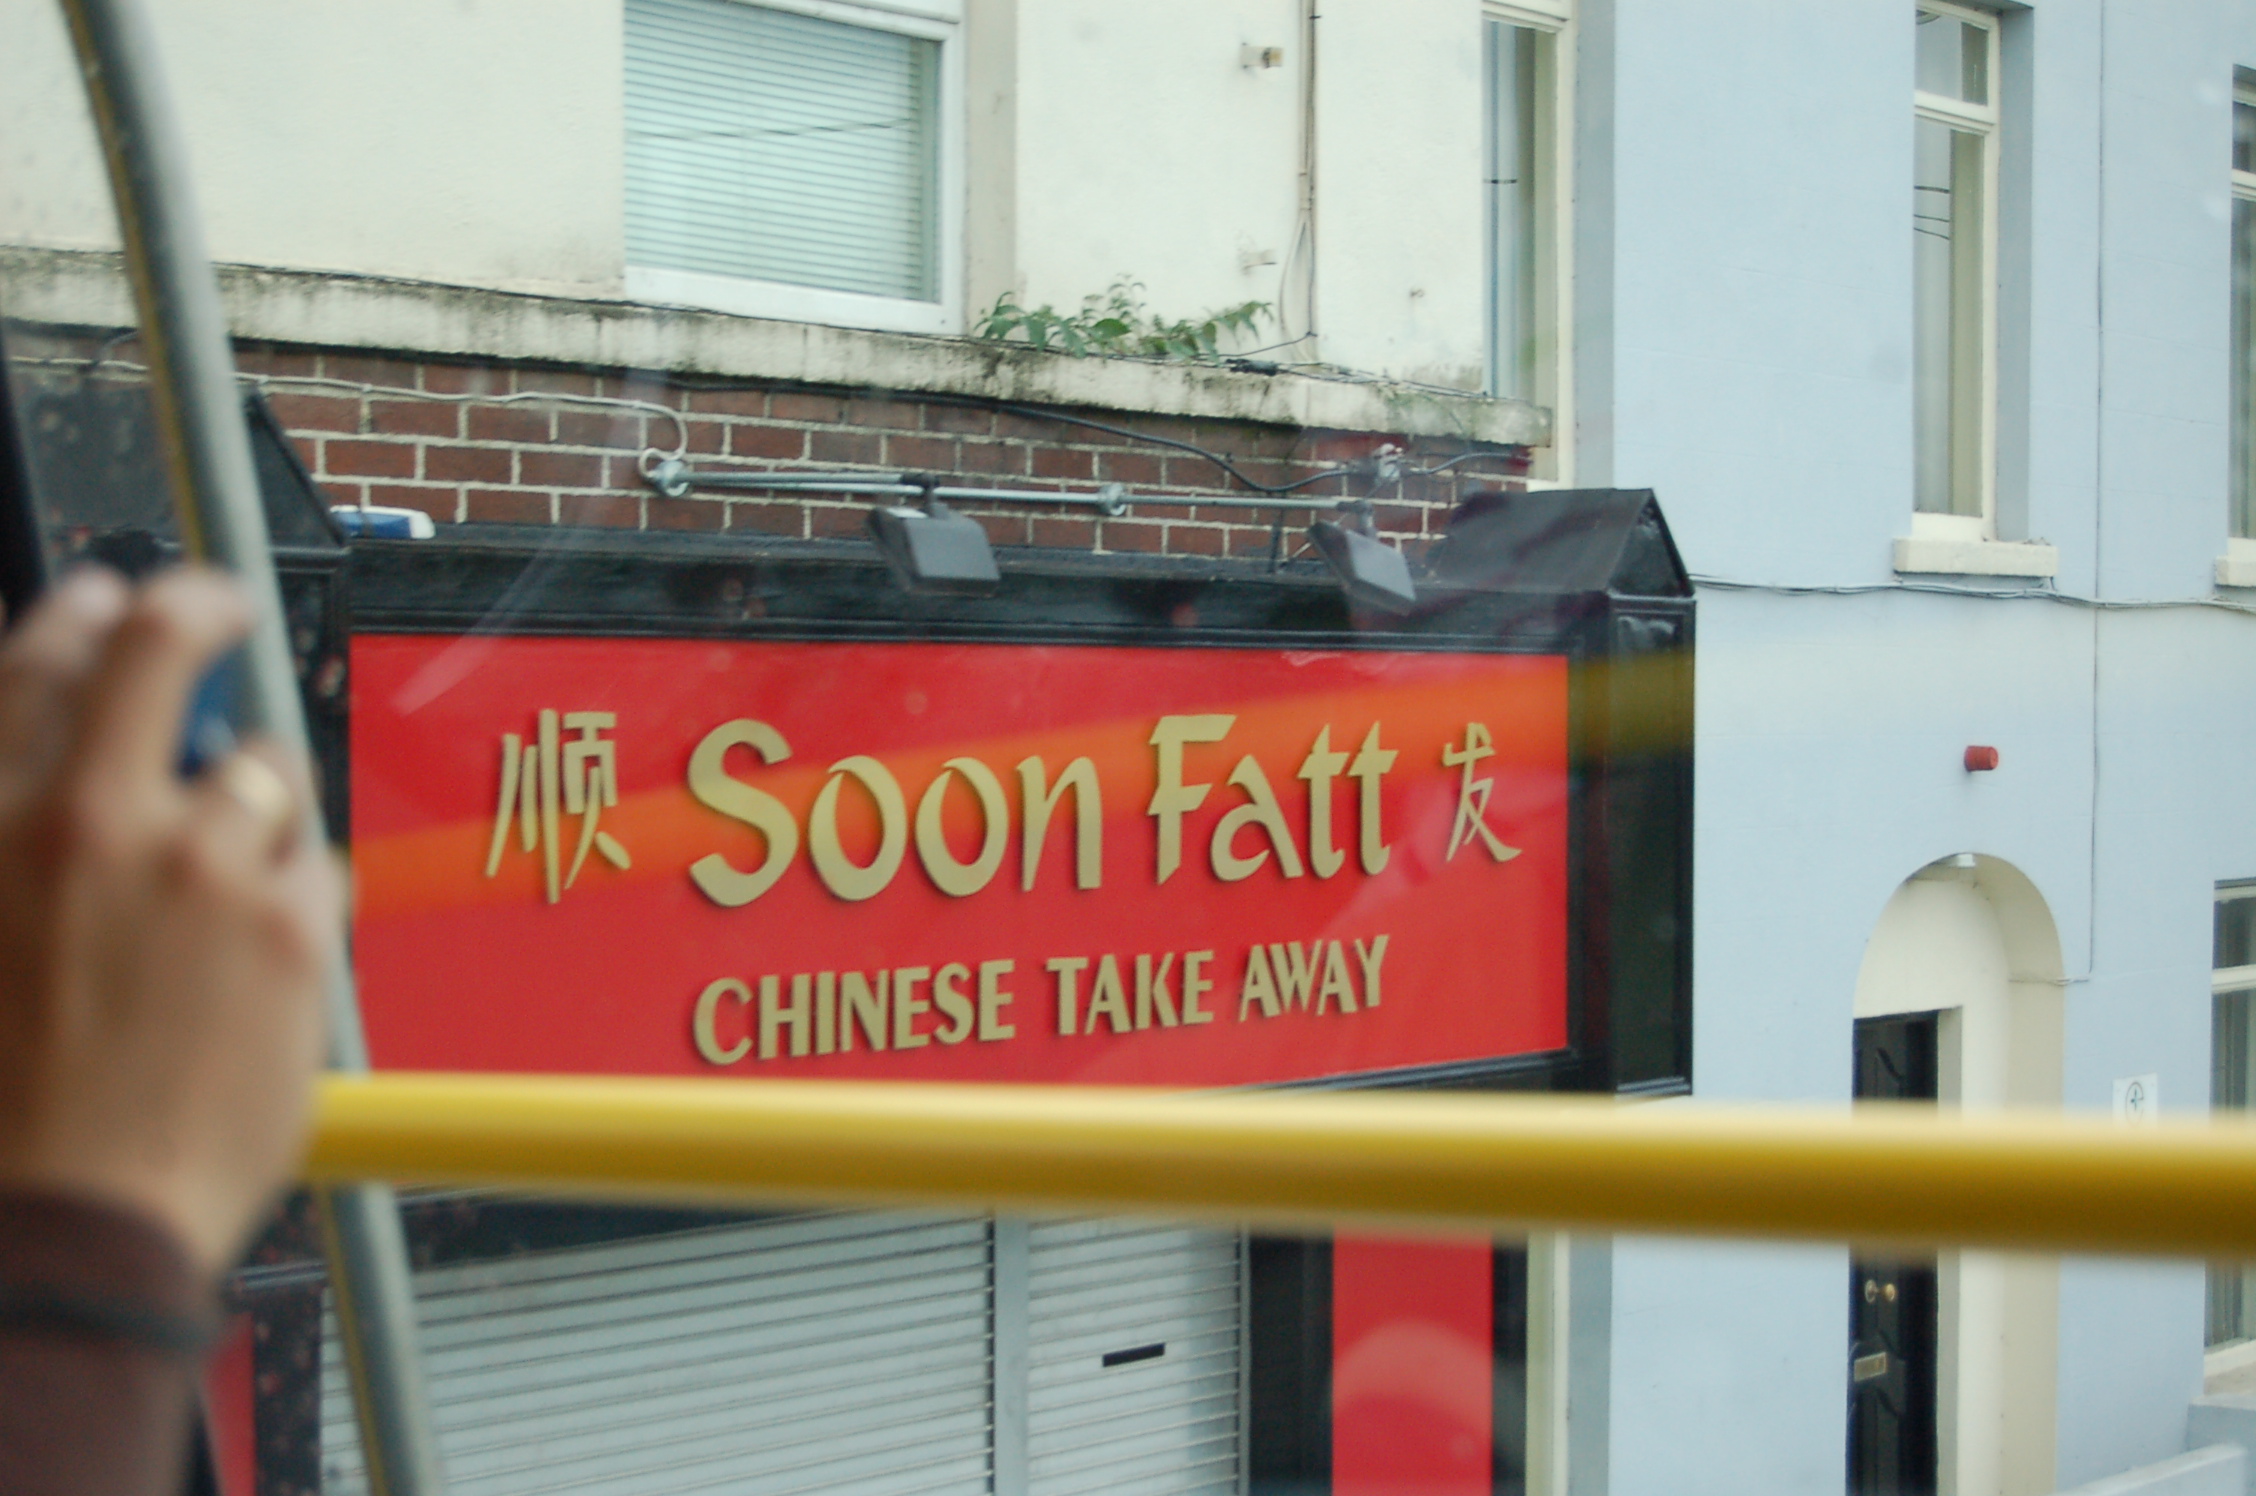 顺 Soon Fatt 发
CHINESE TAKE AWAY